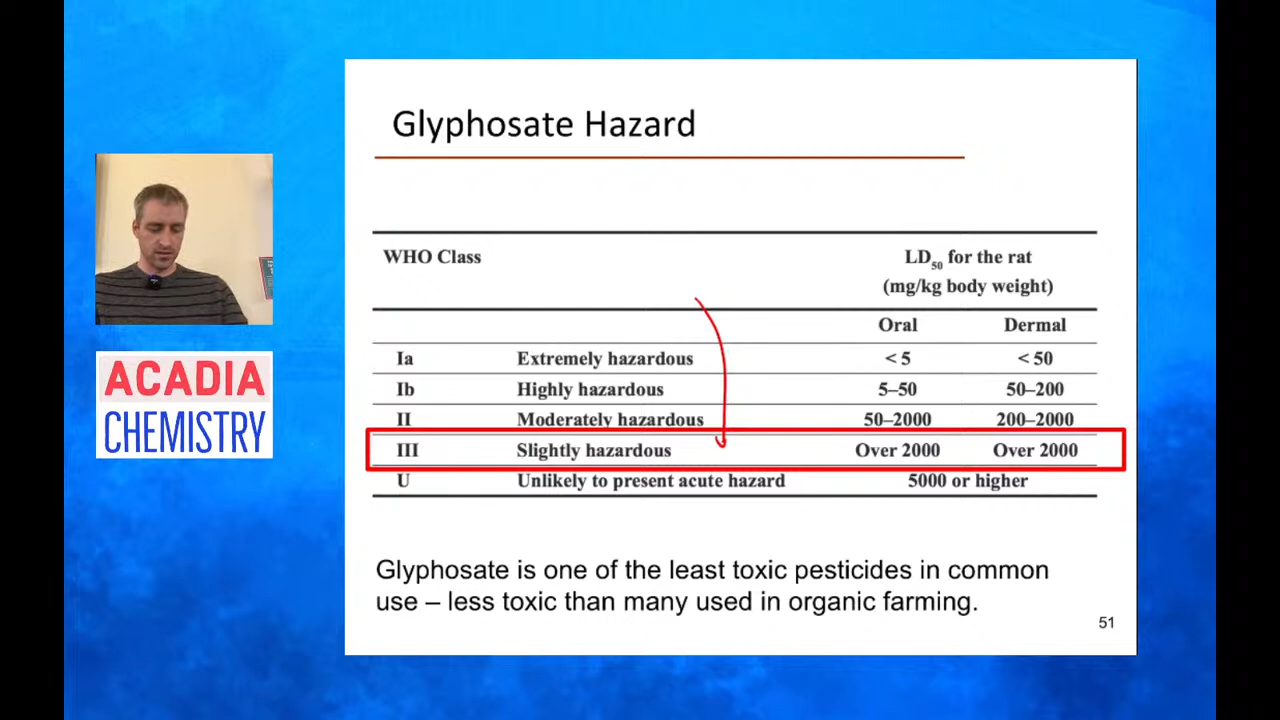 Glyphosate Hazard
ACADIA
CHEMISTRY
WHO Class
LD50 for the rat
(mg/kg body weight)
Oral Dermal
Ia Extremely hazardous < 5 < 50
Ib Highly hazardous 5–50 50–200
II Moderately hazardous 50–2000 200–2000
III Slightly hazardous Over 2000 Over 2000
U Unlikely to present acute hazard 5000 or higher
Glyphosate is one of the least toxic pesticides in common
use – less toxic than many used in organic farming.
51